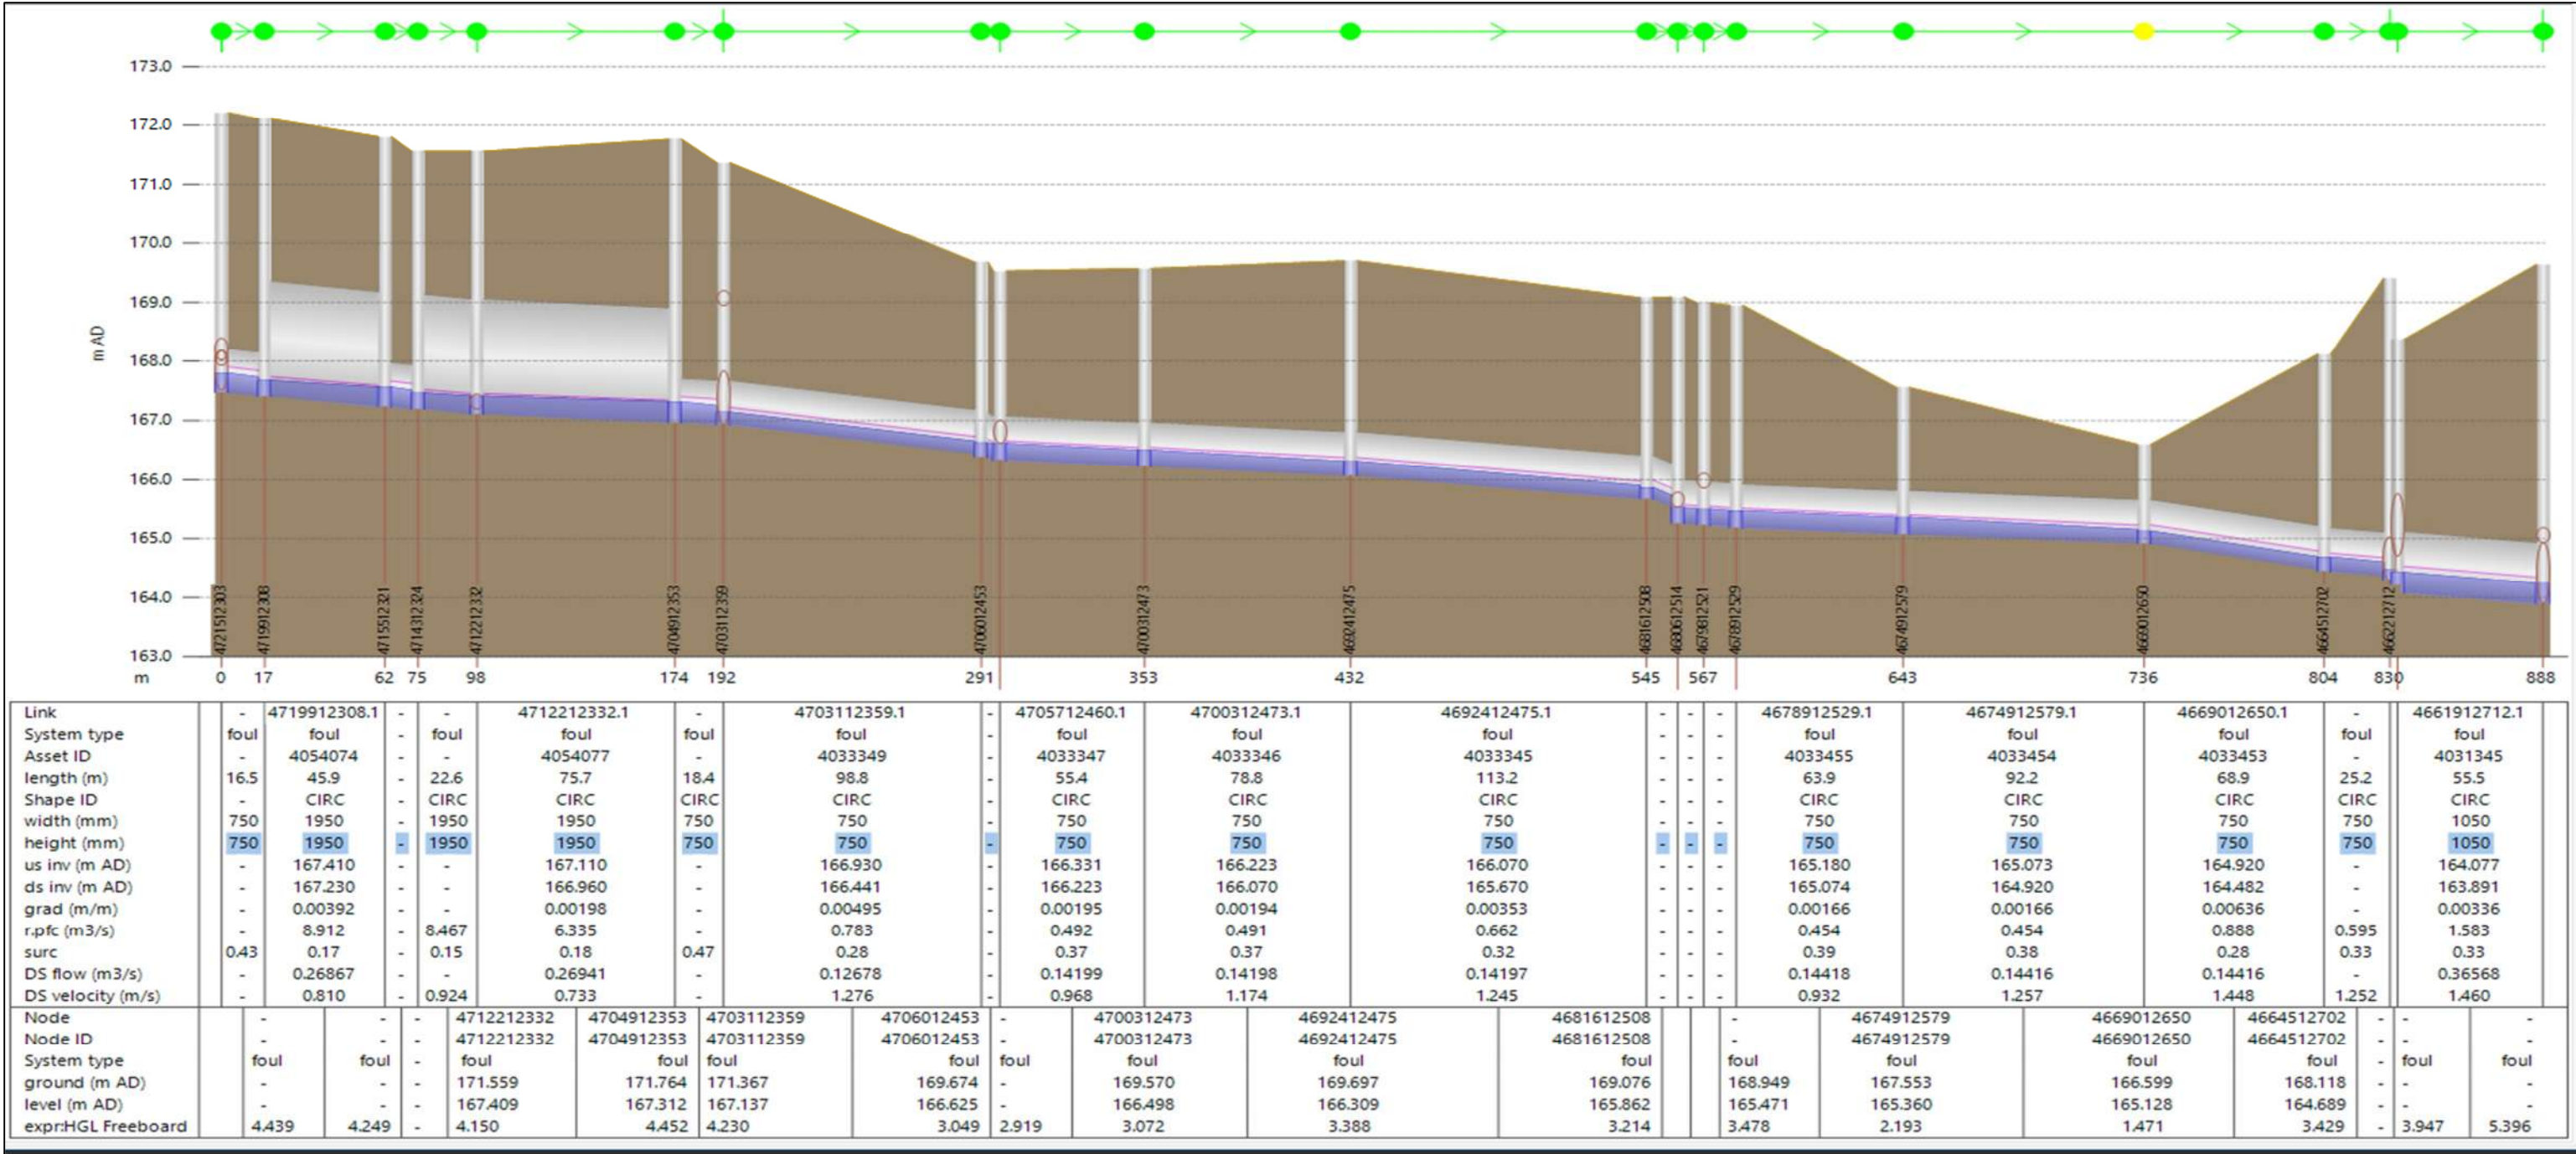 173.0
172.0
171.0
170.0
169.0
168.0
167.0
166.0
165.0
164.0
163.0
m AD
4721512303 4719912308 4715512321 4714312324 4712212332 4704912353 4703112359 4706012453 4700312473 4692412475 4681612508 4680612514 4679812521 4678912529 4674912579 4669012650 4664512702 4662212712
m 0 17 62 75 98 174 192 291 353 432 545 567 643 736 804 830 888
Link - 4719912308.1 - - 4712212332.1 - 4703112359.1 - 4705712460.1 4700312473.1 4692412475.1 - - - 4678912529.1 4674912579.1 4669012650.1 - 4661912712.1
System type foul foul - foul foul foul foul - foul foul foul - - - foul foul foul foul foul
Asset ID - 4054074 - - 4054077 - 4033349 - 4033347 4033346 4033345 - - - 4033455 4033454 4033453 - 4031345
length (m) 16.5 45.9 - 22.6 75.7 18.4 98.8 - 55.4 78.8 113.2 - - - 63.9 92.2 68.9 25.2 55.5
Shape ID - CIRC - CIRC CIRC CIRC CIRC - CIRC CIRC CIRC - - - CIRC CIRC CIRC CIRC CIRC
width (mm) 750 1950 - 1950 1950 750 750 - 750 750 750 - - - 750 750 750 750 1050
height (mm) 750 1950 - 1950 1950 750 750 - 750 750 750 - - - 750 750 750 750 1050
us inv (m AD) - 167.410 - - 167.110 - 166.930 - 166.331 166.223 166.070 - - - 165.180 165.073 164.920 - 164.077
ds inv (m AD) - 167.230 - - 166.960 - 166.441 - 166.223 166.070 165.670 - - - 165.074 164.920 164.482 - 163.891
grad (m/m) - 0.00392 - - 0.00198 - 0.00495 - 0.00195 0.00194 0.00353 - - - 0.00166 0.00166 0.00636 - 0.00336
r.pfc (m3/s) - 8.912 - 8.467 6.335 - 0.783 - 0.492 0.491 0.662 - - - 0.454 0.454 0.888 0.595 1.583
surc 0.43 0.17 - 0.15 0.18 0.47 0.28 - 0.37 0.37 0.32 - - - 0.39 0.38 0.28 0.33 0.33
DS flow (m3/s) - 0.26867 - - 0.26941 - 0.12678 - 0.14199 0.14198 0.14197 - - - 0.14418 0.14416 0.14416 - 0.36568
DS velocity (m/s) - 0.810 - 0.924 0.733 - 1.276 - 0.968 1.174 1.245 - - - 0.932 1.257 1.448 1.252 1.460
Node - - - 4712212332 4704912353 4703112359 4706012453 - 4700312473 4692412475 4681612508 - 4674912579 4669012650 4664512702 - - -
Node ID - - - 4712212332 4704912353 4703112359 4706012453 - 4700312473 4692412475 4681612508 - 4674912579 4669012650 4664512702 - - -
System type foul foul - foul foul foul foul foul foul foul foul foul foul foul foul - foul foul
ground (m AD) - - - 171.559 171.764 171.367 169.674 - 169.570 169.697 169.076 168.949 167.553 166.599 168.118 - - -
level (m AD) - - - 167.409 167.312 167.137 166.625 - 166.498 166.309 165.862 165.471 165.360 165.128 164.689 - - -
expr:HGL Freeboard 4.439 4.249 - 4.150 4.452 4.230 3.049 2.919 3.072 3.388 3.214 3.478 2.193 1.471 3.429 - 3.947 5.396